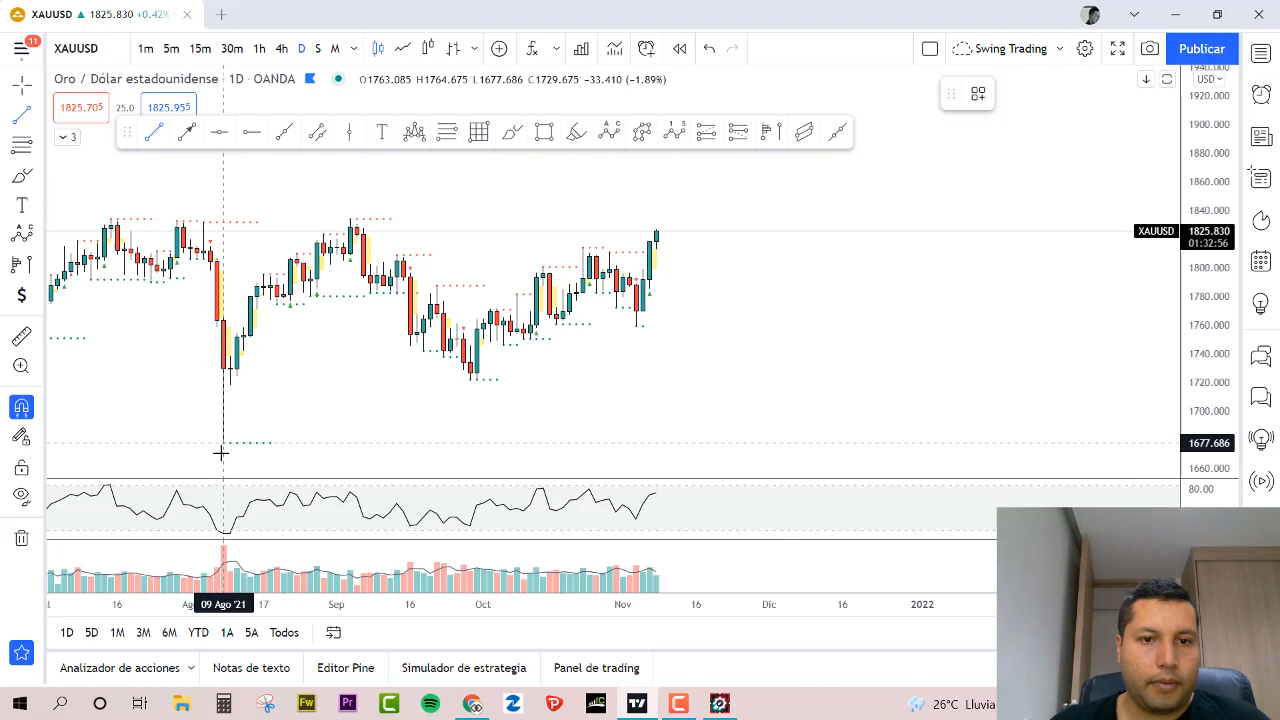 XAUUSD ▲ 1825.830 +0.42%
11
XAUUSD 1m 5m 15m 30m 1h 4h D S M Swing Trading Publicar
Oro / Dólar estadounidense · 1D · OANDA O1763.085 H1764.675 L1677.686 C1729.675 −33.410 (−1.89%)
USD
1825.705 25.0 1825.955
3
1940.000
1920.000
1900.000
1880.000
1860.000
1840.000
XAUUSD 1825.830
01:32:56
1800.000
1780.000
1760.000
1740.000
1720.000
1700.000
1677.686
1660.000
80.00
16 09 Ago '21 17 Sep 16 Oct Nov 16 Dic 16 2022
1D 5D 1M 3M 6M YTD 1A 5A Todos
Analizador de acciones Notas de texto Editor Pine Simulador de estrategia Panel de trading
26°C Lluvia